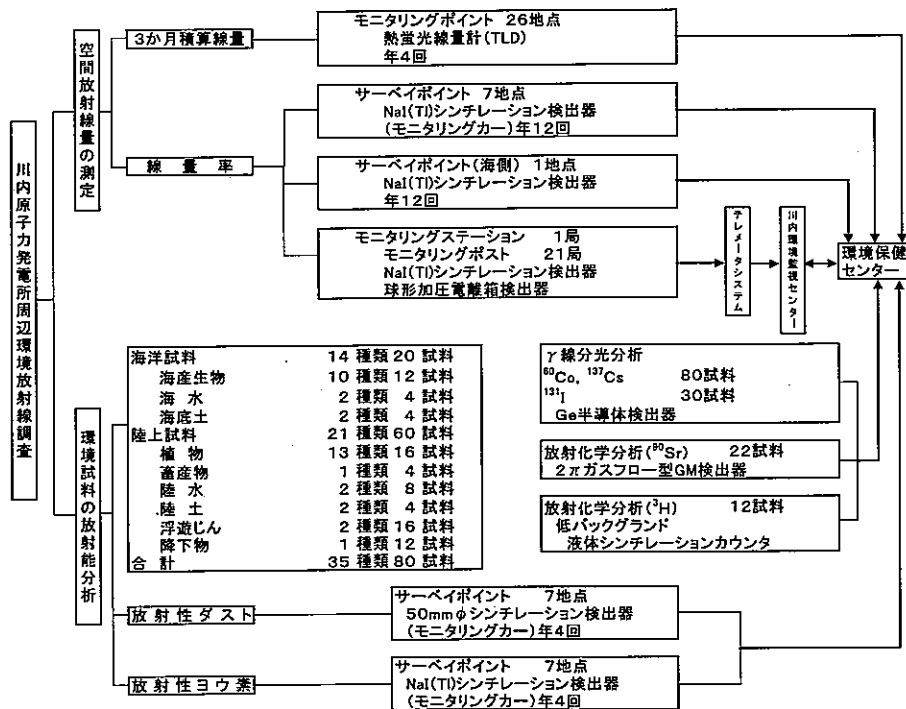 川内原子力発電所周辺環境放射線調査
空間放射線量の測定
3か月積算線量
モニタリングポイント 26地点
熱蛍光線量計(TLD)
年4回
線量率
サーベイポイント 7地点
NaI(Tl)シンチレーション検出器
(モニタリングカー)年12回
サーベイポイント(海側) 1地点
NaI(Tl)シンチレーション検出器
年12回
モニタリングステーション 1局
モニタリングポスト 21局
NaI(Tl)シンチレーション検出器
球形加圧電離箱検出器
テレメータシステム
川内環境監視センター
環境保健
センター
環境試料の放射能分析
海洋試料 14 種類 20 試料
海産生物 10 種類 12 試料
海水 2 種類 4 試料
海底土 2 種類 4 試料
陸上試料 21 種類 60 試料
植物 13 種類 16 試料
畜産物 1 種類 4 試料
陸水 2 種類 8 試料
陸土 2 種類 4 試料
浮遊じん 2 種類 16 試料
降下物 1 種類 12 試料
合計 35 種類 80 試料
γ線分光分析
⁶⁰Co, ¹³⁷Cs 80試料
¹³¹I 30試料
Ge半導体検出器
放射化学分析(⁹⁰Sr) 22試料
2πガスフロー型GM検出器
放射化学分析(³H) 12試料
低バックグランド
液体シンチレーションカウンタ
放射性ダスト
サーベイポイント 7地点
50mmφシンチレーション検出器
(モニタリングカー)年4回
放射性ヨウ素
サーベイポイント 7地点
NaI(Tl)シンチレーション検出器
(モニタリングカー)年4回